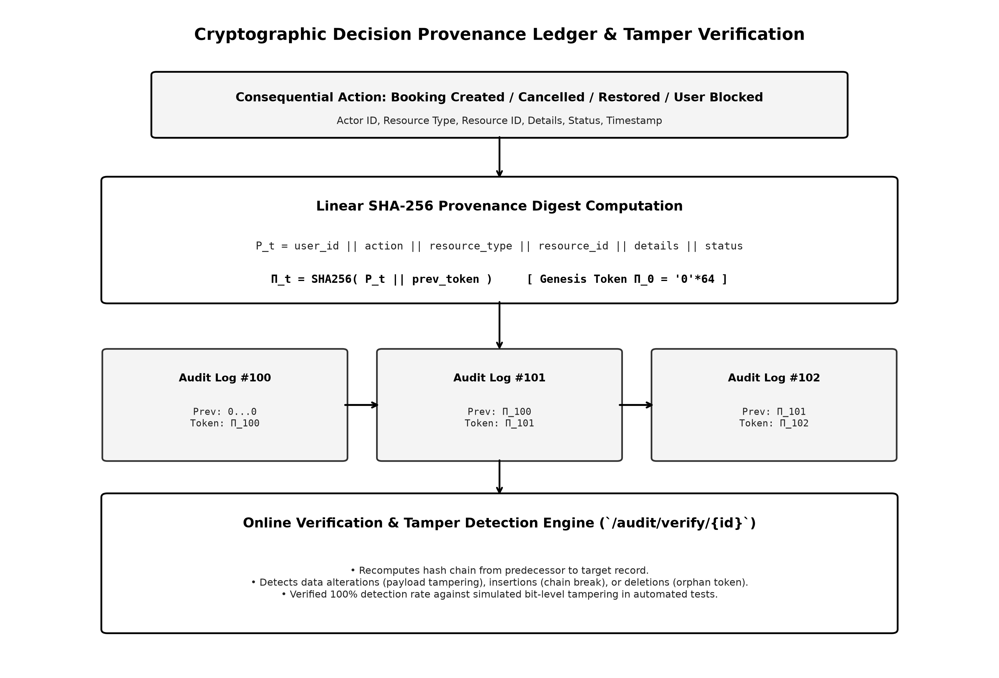 Cryptographic Decision Provenance Ledger & Tamper Verification
Consequential Action: Booking Created / Cancelled / Restored / User Blocked
Actor ID, Resource Type, Resource ID, Details, Status, Timestamp
Linear SHA-256 Provenance Digest Computation
P_t = user_id || action || resource_type || resource_id || details || status
Π_t = SHA256( P_t || prev_token )     [ Genesis Token Π_0 = '0'*64 ]
Audit Log #100
Prev: 0...0
Token: Π_100
Audit Log #101
Prev: Π_100
Token: Π_101
Audit Log #102
Prev: Π_101
Token: Π_102
Online Verification & Tamper Detection Engine (`/audit/verify/{id}`)
• Recomputes hash chain from predecessor to target record.
• Detects data alterations (payload tampering), insertions (chain break), or deletions (orphan token).
• Verified 100% detection rate against simulated bit-level tampering in automated tests.